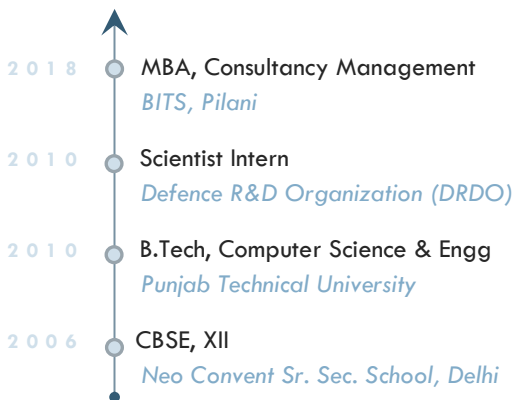 2018
MBA, Consultancy Management
BITS, Pilani
2010
Scientist Intern
Defence R&D Organization (DRDO)
2010
B.Tech, Computer Science & Engg
Punjab Technical University
2006
CBSE, XII
Neo Convent Sr. Sec. School, Delhi